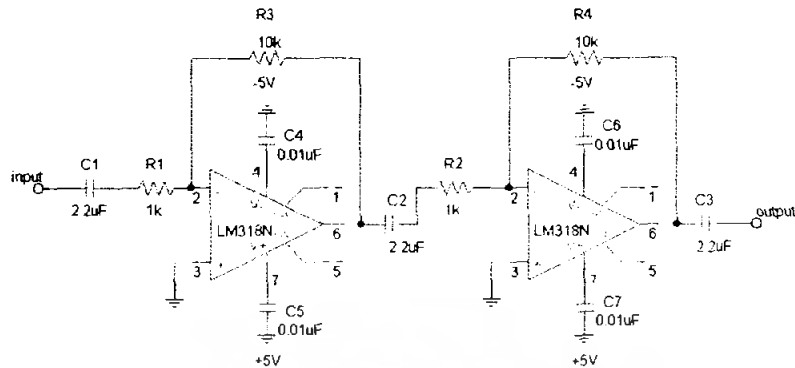 R3
10k
-5V
C4
0.01uF
input
C1
2.2uF
R1
1k
2
-
4
V-
LM318N
V+
3
+
7
1
6
5
C5
0.01uF
+5V
C2
2.2uF
R2
1k
R4
10k
-5V
C6
0.01uF
2
-
4
V-
LM318N
V+
3
+
7
1
6
5
C7
0.01uF
+5V
C3
2.2uF
output